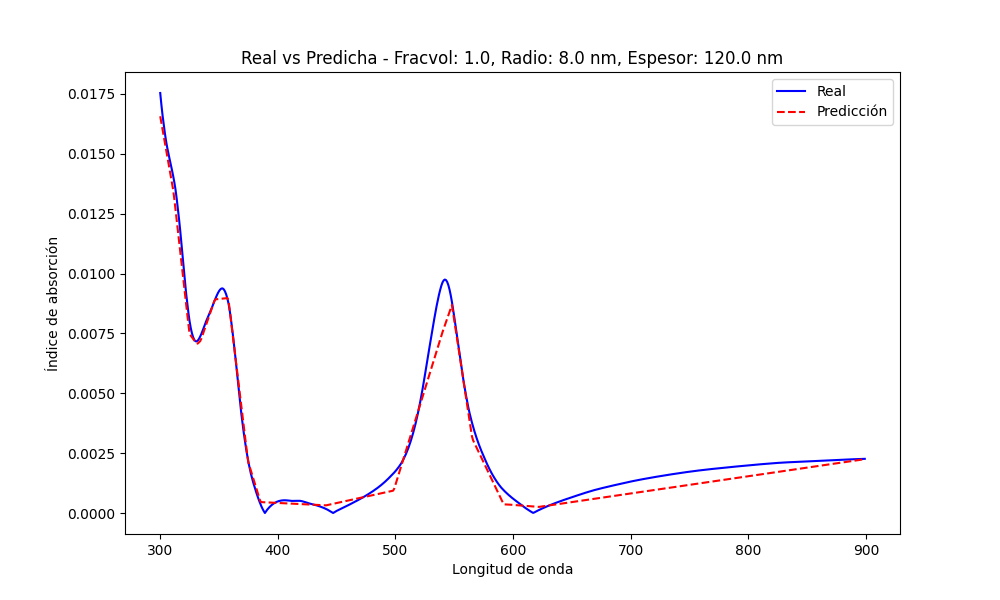 Real vs Predicha - Fracvol: 1.0, Radio: 8.0 nm, Espesor: 120.0 nm
Real
Predicción
Índice de absorción
0.0175
0.0150
0.0125
0.0100
0.0075
0.0050
0.0025
0.0000
300 400 500 600 700 800 900
Longitud de onda